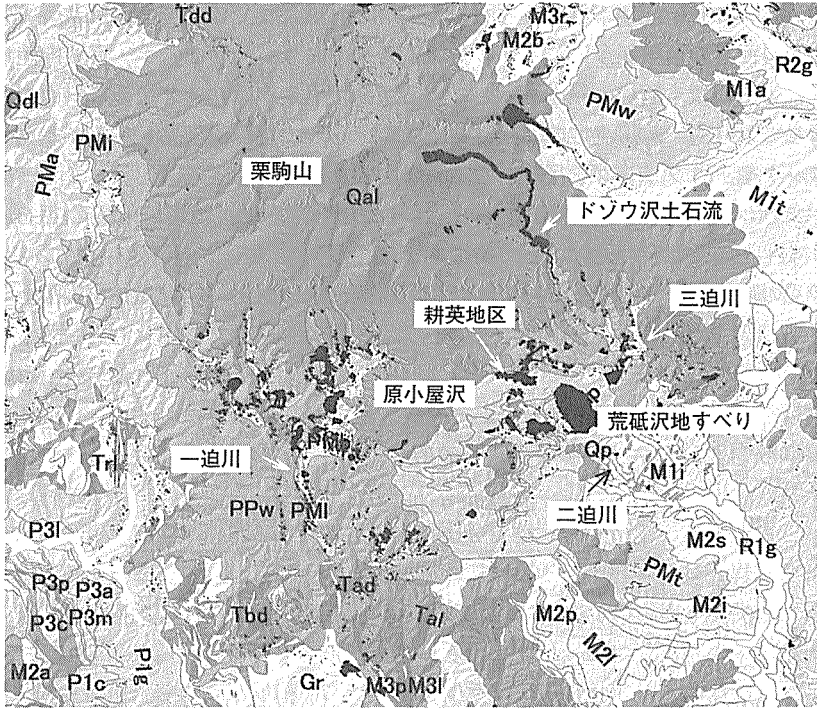 Tdd
M3r
M2b
R2g
M1a
Qdl
PMw
PMi
PMa
栗駒山
Qal
M1t
ドゾウ沢土石流
三迫川
耕英地区
原小屋沢
荒砥沢地すべり
Qp
Trl
一迫川
M1i
二迫川
PPw
PMl
P3l
M2s
R1g
P3p
P3a
PMt
Tad
P3c
P3m
Tbd
Tal
M2p
M2i
M2l
P1g
M2a
P1c
Gr
M3p
M3l